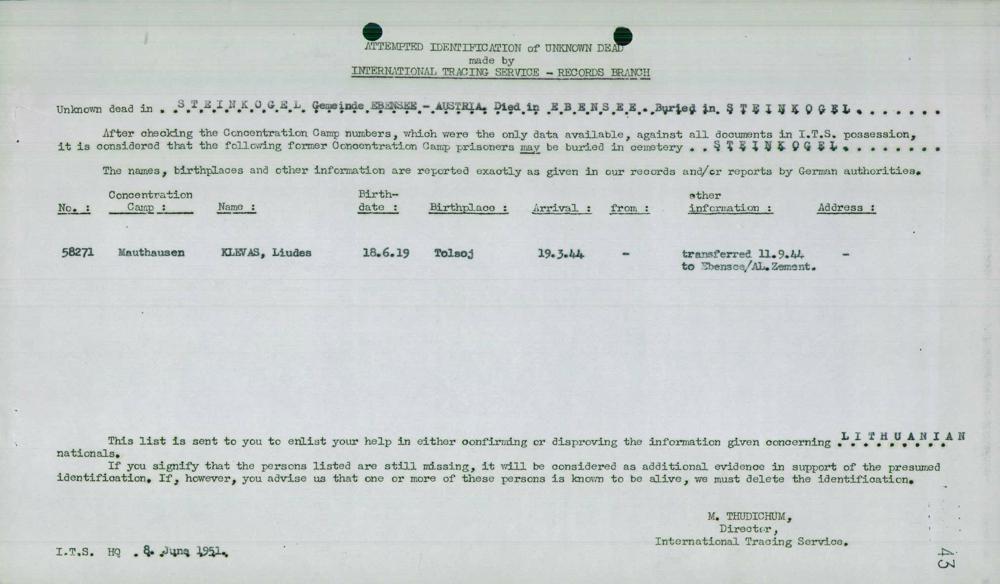 ATTEMPTED IDENTIFICATION of UNKNOWN DEAD
made by
INTERNATIONAL TRACING SERVICE - RECORDS BRANCH
Unknown dead in . STEINKOGEL Gemeinde EBENSEE - AUSTRIA. Died in EBENSEE. Buried in STEINKOGEL . . . . . . .
After checking the Concentration Camp numbers, which were the only data available, against all documents in I.T.S. possession,
it is considered that the following former Concentration Camp prisoners may be buried in cemetery . . STEINKOGEL . . . . . . . .
The names, birthplaces and other information are reported exactly as given in our records and/or reports by German authorities.
No. : Concentration Camp : Name : Birth-date : Birthplace : Arrival : from : other information : Address :
58271 Mauthausen KLEVAS, Liudes 18.6.19 Tolsoj 19.3.44 - transferred 11.9.44 -
to Ebensee/AL.Zement.
This list is sent to you to enlist your help in either confirming or disproving the information given concerning LITHUANIAN
nationals.
If you signify that the persons listed are still missing, it will be considered as additional evidence in support of the presumed
identification. If, however, you advise us that one or more of these persons is known to be alive, we must delete the identification.
M. THUDICHUM,
Director,
International Tracing Service.
I.T.S. HQ . 8. June 1951.
43